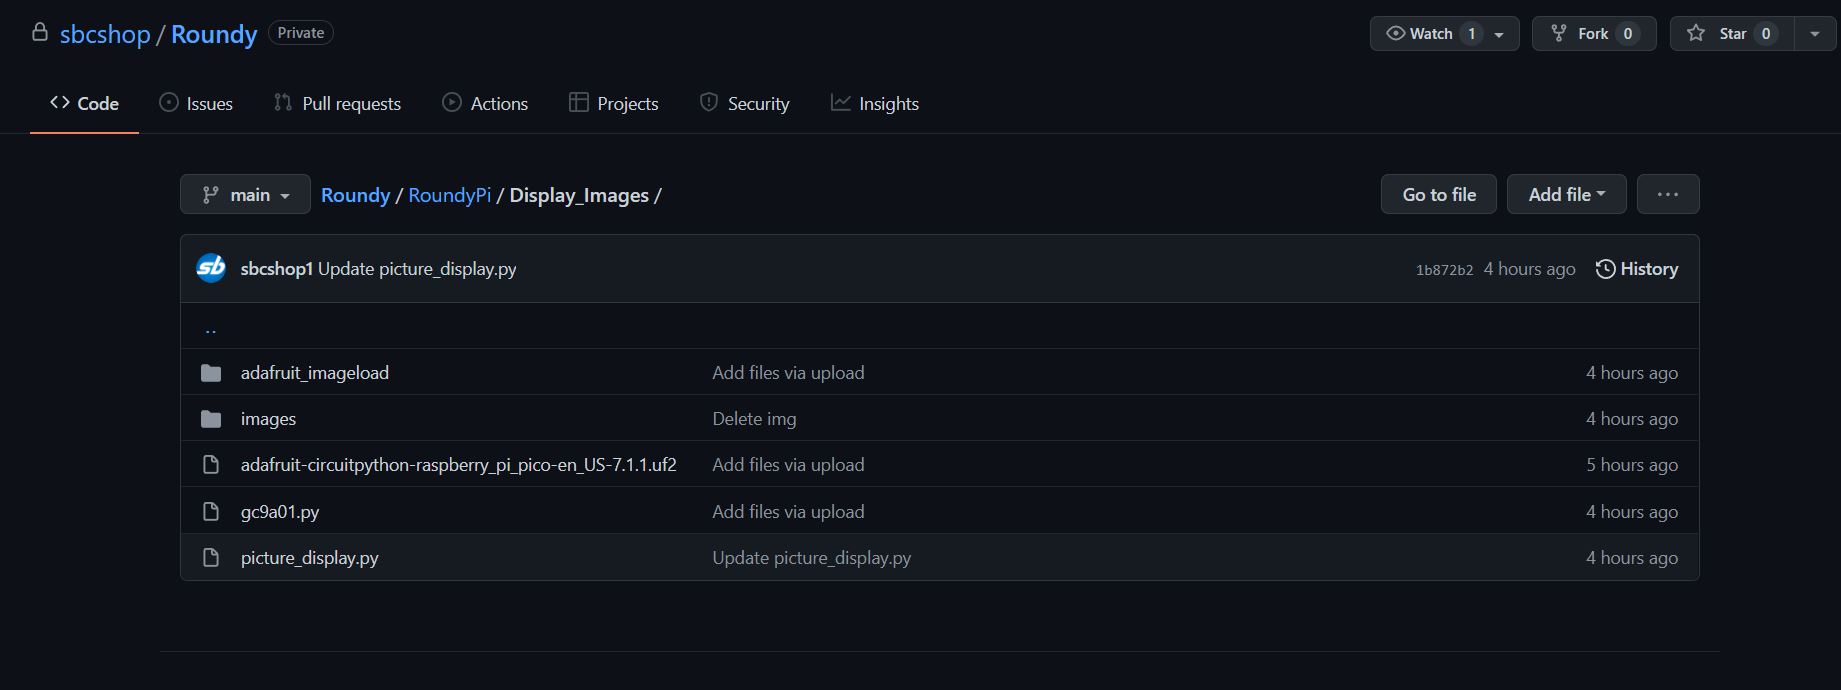 sbcshop / Roundy Private Watch 1 Fork 0 Star 0
Code Issues Pull requests Actions Projects Security Insights
main Roundy / RoundyPi / Display_Images / Go to file Add file ...
sb sbcshop1 Update picture_display.py 1b872b2 4 hours ago History
..
adafruit_imageload Add files via upload 4 hours ago
images Delete img 4 hours ago
adafruit-circuitpython-raspberry_pi_pico-en_US-7.1.1.uf2 Add files via upload 5 hours ago
gc9a01.py Add files via upload 4 hours ago
picture_display.py Update picture_display.py 4 hours ago